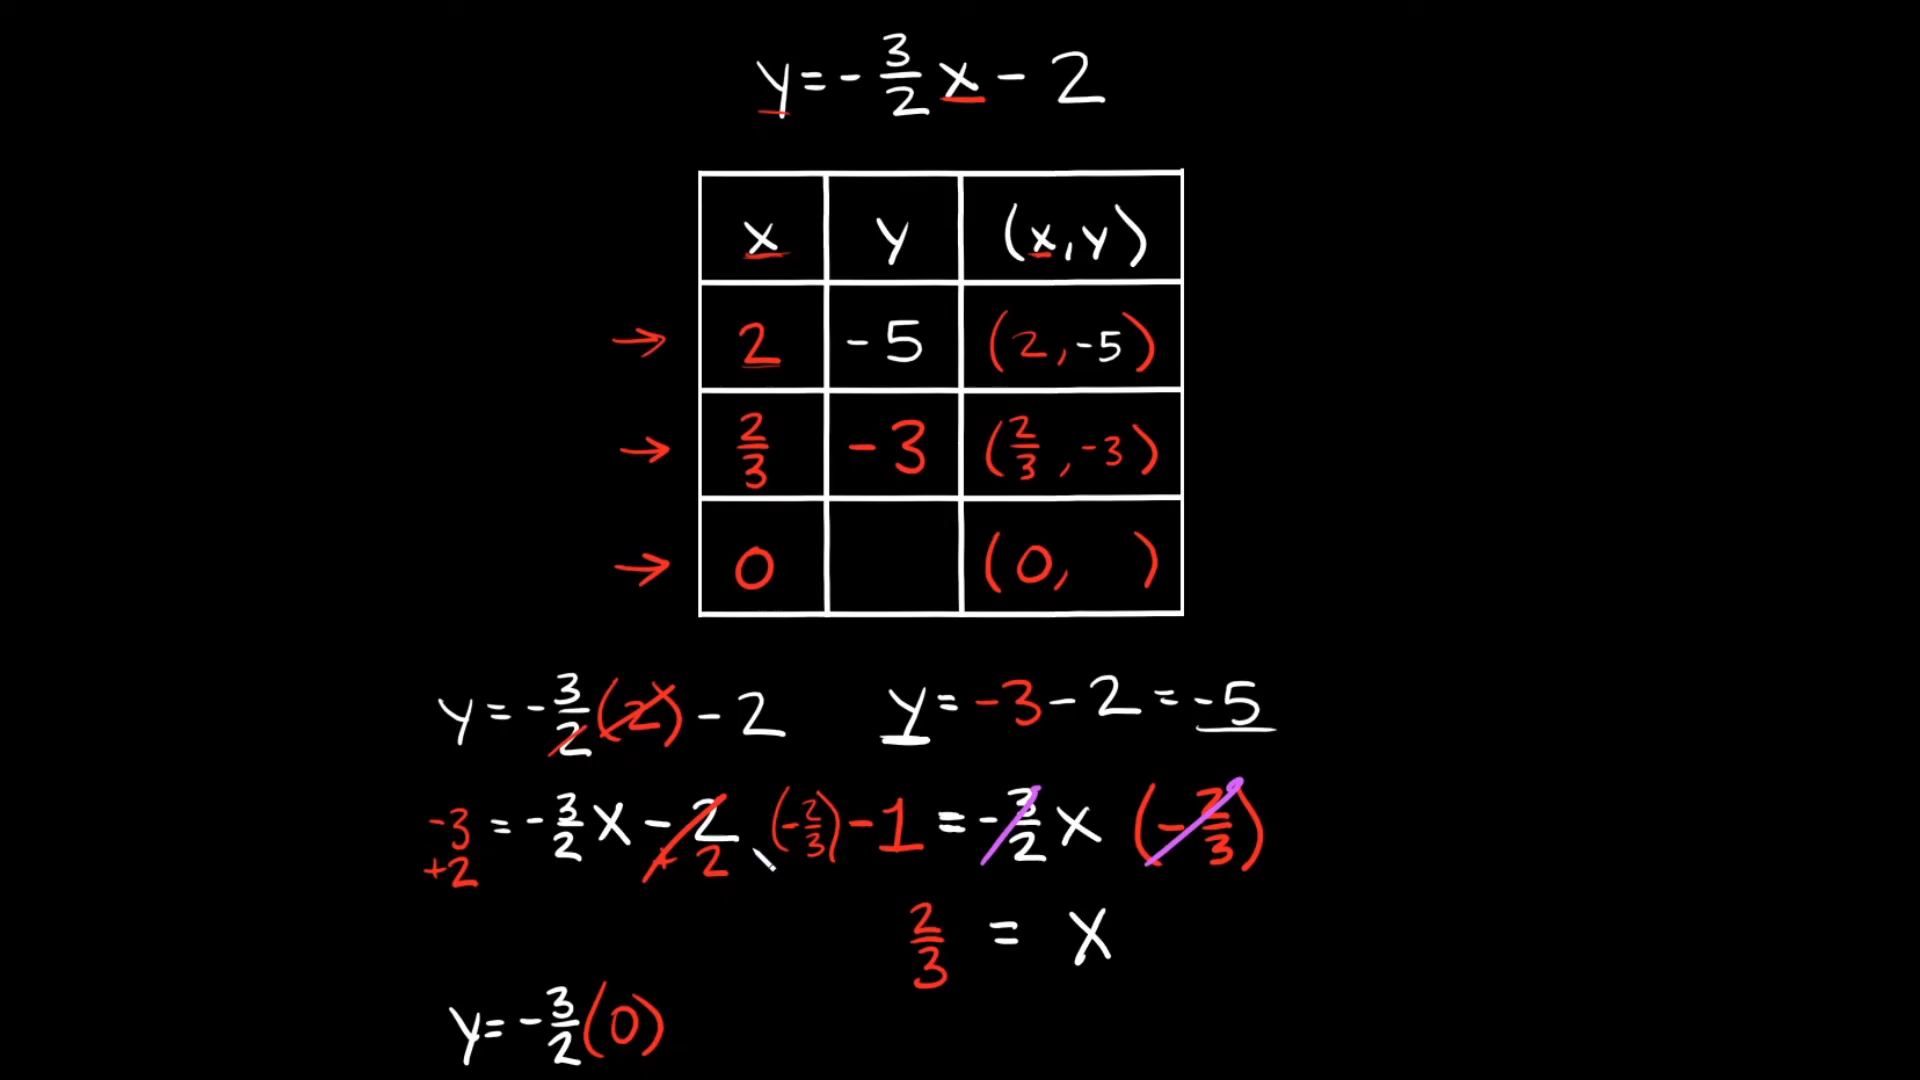 y = - 3/2 x - 2
x y (x, y)
2 -5 (2, -5)
2/3 -3 (2/3, -3)
0 (0, )
y = - 3/2 (2) - 2 y = -3 - 2 = -5
-3 = - 3/2 x - 2 (- 2/3) -1 = - 3/2 x (- 2/3)
+2 + 2
2/3 = x
y = - 3/2 (0)